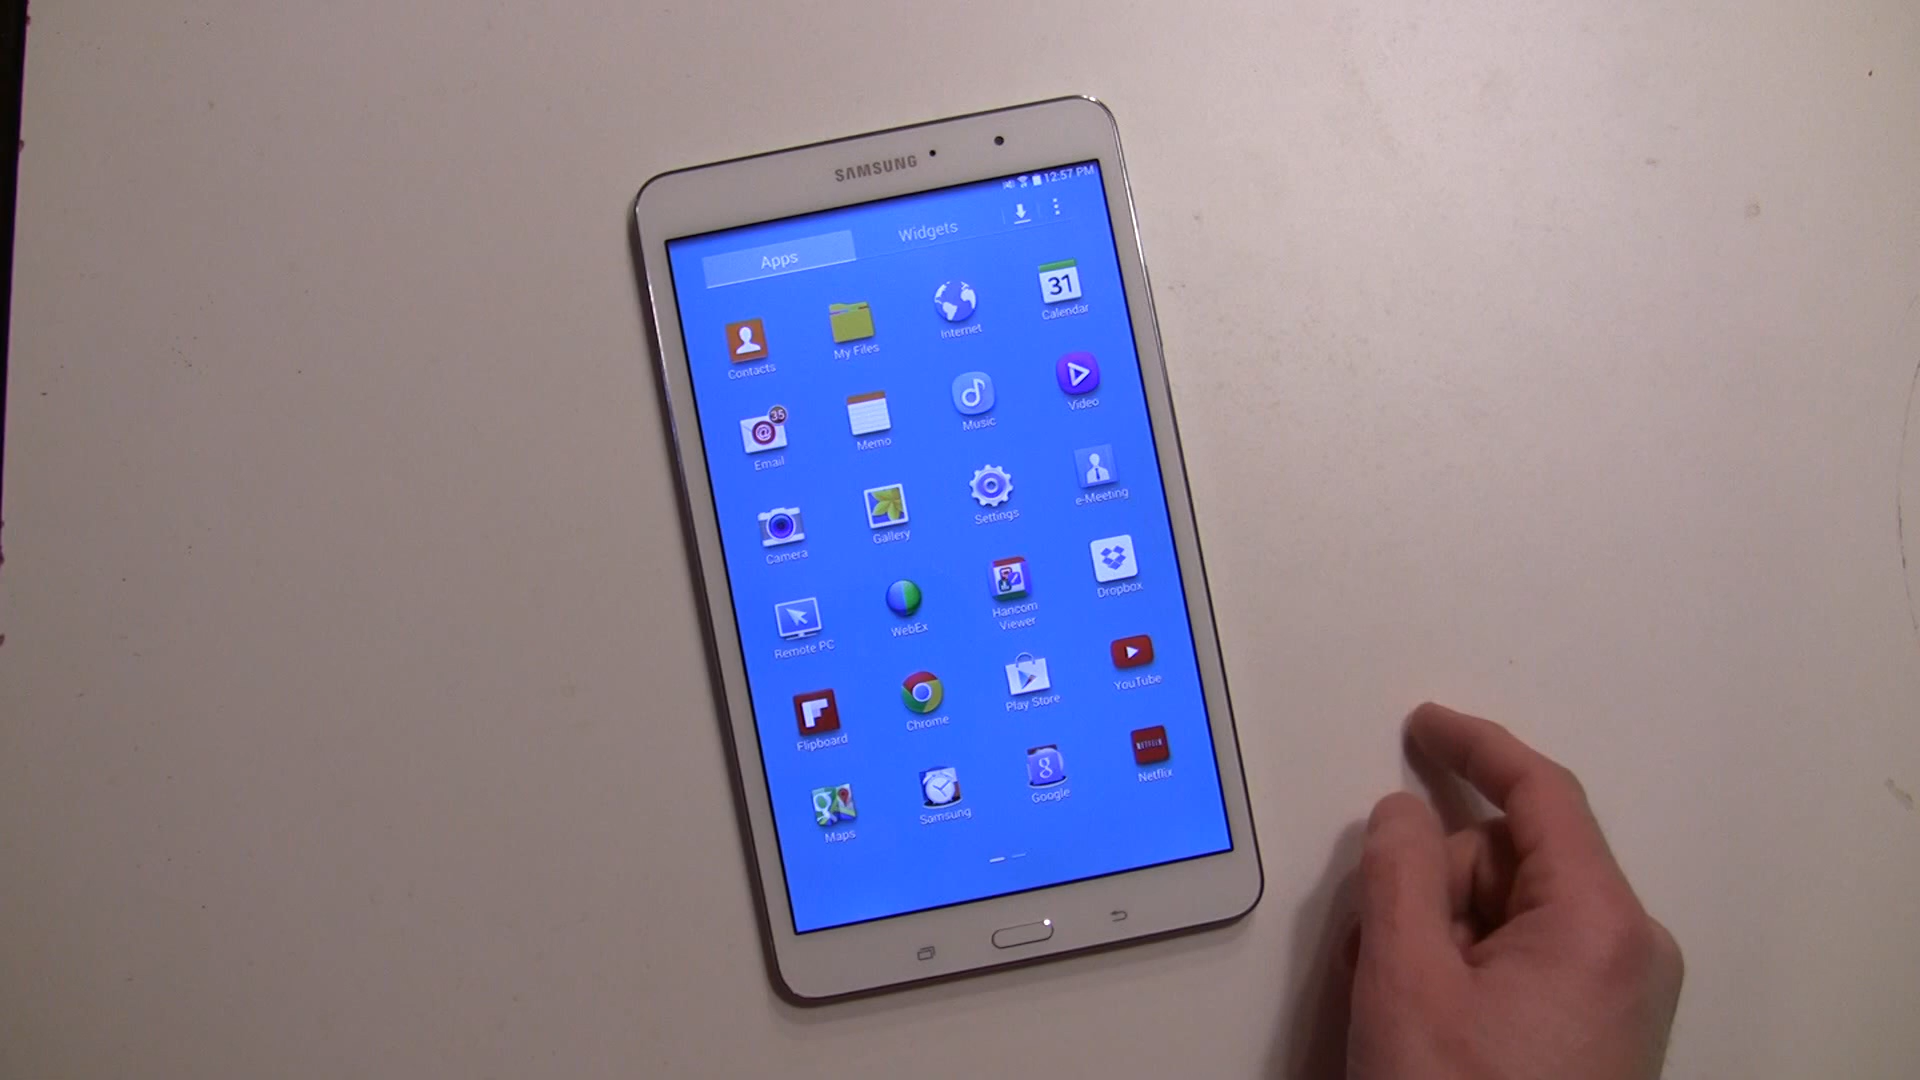 SAMSUNG
12:57 PM
Apps
Widgets
Contacts
My Files
Internet
31
Calendar
35
@
Email
Memo
Music
Video
Camera
Gallery
Settings
e-Meeting
Remote PC
WebEx
Hancom
Viewer
Dropbox
Flipboard
Chrome
Play Store
YouTube
g
Maps
Samsung
g
Google
NETFLIX
Netflix